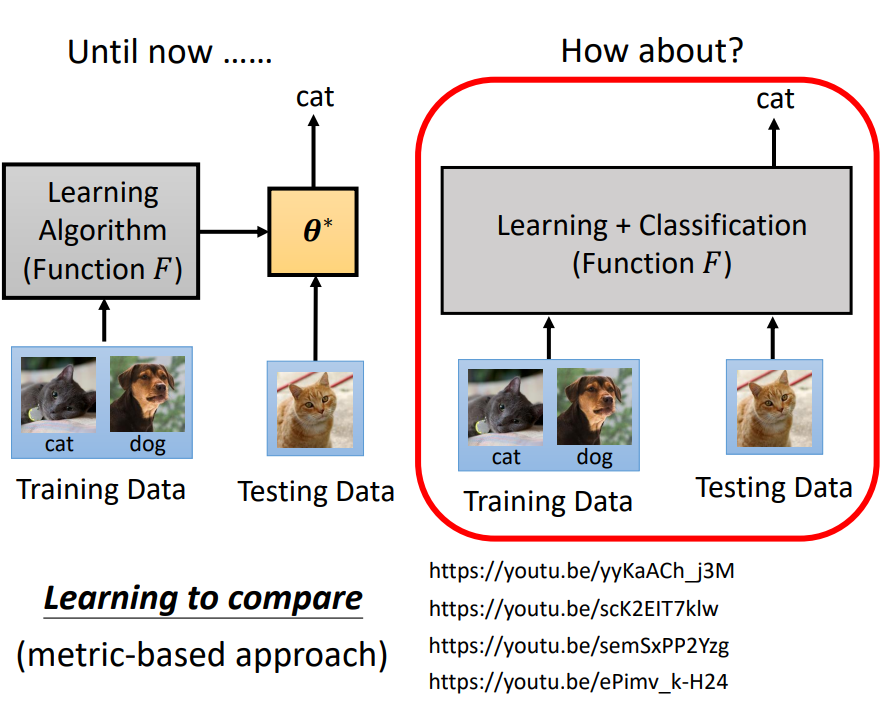 Until now ……
cat
Learning
Algorithm
(Function F)
θ*
cat
dog
Training Data
Testing Data
How about?
cat
Learning + Classification
(Function F)
cat
dog
Training Data
Testing Data
Learning to compare
(metric-based approach)
https://youtu.be/yyKaACh_j3M
https://youtu.be/scK2EIT7klw
https://youtu.be/semSxPP2Yzg
https://youtu.be/ePimv_k-H24